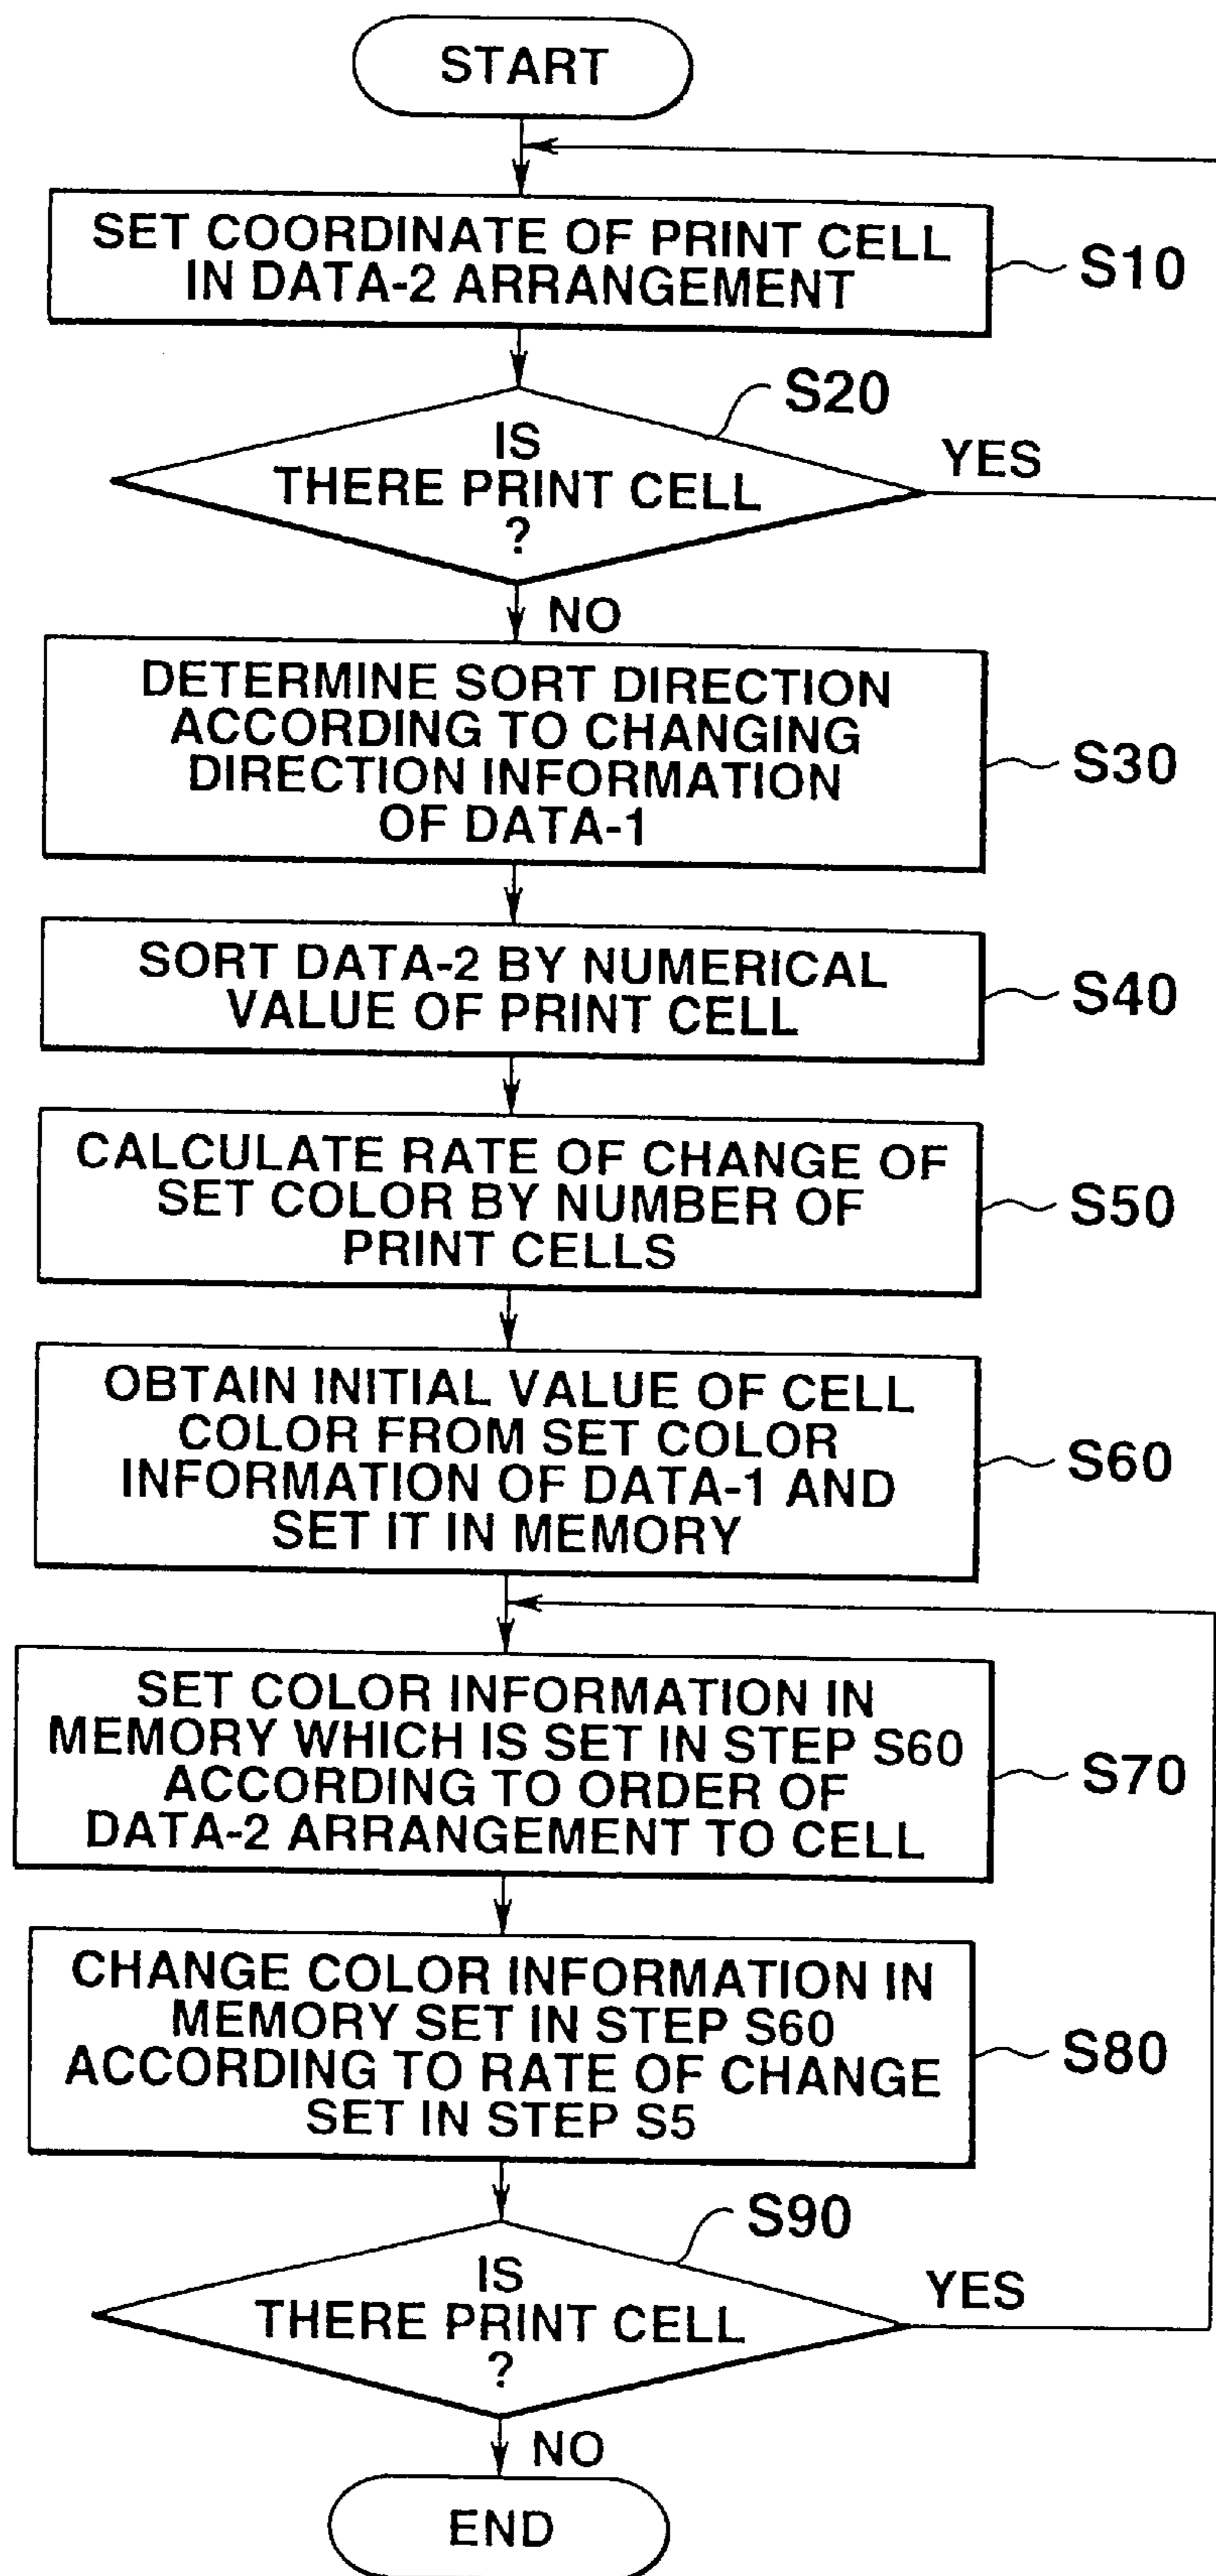 START
SET COORDINATE OF PRINT CELL
IN DATA-2 ARRANGEMENT
S10
S20
IS
THERE PRINT CELL
?
YES
NO
DETERMINE SORT DIRECTION
ACCORDING TO CHANGING
DIRECTION INFORMATION
OF DATA-1
S30
SORT DATA-2 BY NUMERICAL
VALUE OF PRINT CELL
S40
CALCULATE RATE OF CHANGE OF
SET COLOR BY NUMBER OF
PRINT CELLS
S50
OBTAIN INITIAL VALUE OF CELL
COLOR FROM SET COLOR
INFORMATION OF DATA-1 AND
SET IT IN MEMORY
S60
SET COLOR INFORMATION IN
MEMORY WHICH IS SET IN STEP S60
ACCORDING TO ORDER OF
DATA-2 ARRANGEMENT TO CELL
S70
CHANGE COLOR INFORMATION IN
MEMORY SET IN STEP S60
ACCORDING TO RATE OF CHANGE
SET IN STEP S5
S80
S90
IS
THERE PRINT CELL
?
YES
NO
END